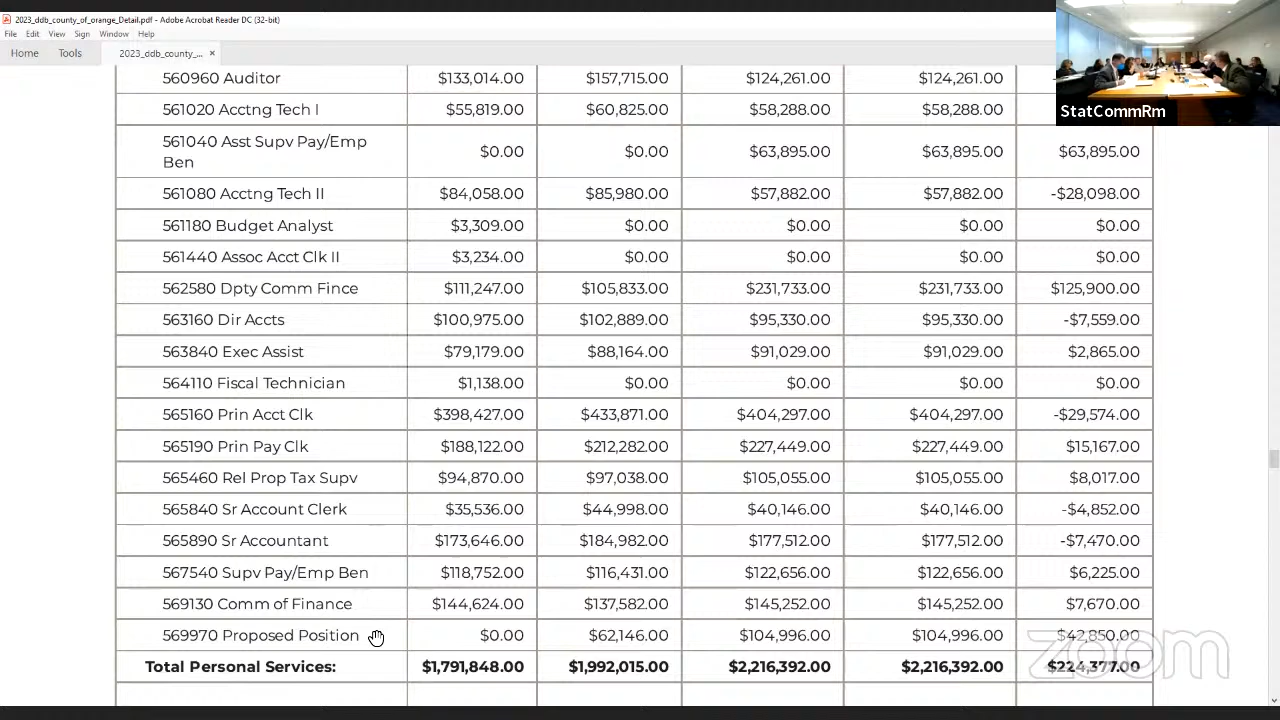 2023_ddb_county_of_orange_Detail.pdf - Adobe Acrobat Reader DC (32-bit)
File Edit View Sign Window Help
Home Tools 2023_ddb_county_... ×
560960 Auditor $133,014.00 $157,715.00 $124,261.00 $124,261.00
StatCommRm
561020 Acctng Tech I $55,819.00 $60,825.00 $58,288.00 $58,288.00
561040 Asst Supv Pay/Emp
Ben $0.00 $0.00 $63,895.00 $63,895.00 $63,895.00
561080 Acctng Tech II $84,058.00 $85,980.00 $57,882.00 $57,882.00 -$28,098.00
561180 Budget Analyst $3,309.00 $0.00 $0.00 $0.00 $0.00
561440 Assoc Acct Clk II $3,234.00 $0.00 $0.00 $0.00 $0.00
562580 Dpty Comm Fince $111,247.00 $105,833.00 $231,733.00 $231,733.00 $125,900.00
563160 Dir Accts $100,975.00 $102,889.00 $95,330.00 $95,330.00 -$7,559.00
563840 Exec Assist $79,179.00 $88,164.00 $91,029.00 $91,029.00 $2,865.00
564110 Fiscal Technician $1,138.00 $0.00 $0.00 $0.00 $0.00
565160 Prin Acct Clk $398,427.00 $433,871.00 $404,297.00 $404,297.00 -$29,574.00
565190 Prin Pay Clk $188,122.00 $212,282.00 $227,449.00 $227,449.00 $15,167.00
565460 Rel Prop Tax Supv $94,870.00 $97,038.00 $105,055.00 $105,055.00 $8,017.00
565840 Sr Account Clerk $35,536.00 $44,998.00 $40,146.00 $40,146.00 -$4,852.00
565890 Sr Accountant $173,646.00 $184,982.00 $177,512.00 $177,512.00 -$7,470.00
567540 Supv Pay/Emp Ben $118,752.00 $116,431.00 $122,656.00 $122,656.00 $6,225.00
569130 Comm of Finance $144,624.00 $137,582.00 $145,252.00 $145,252.00 $7,670.00
569970 Proposed Position $0.00 $62,146.00 $104,996.00 $104,996.00 $42,850.00
Total Personal Services: $1,791,848.00 $1,992,015.00 $2,216,392.00 $2,216,392.00 $224,377.00
zoom